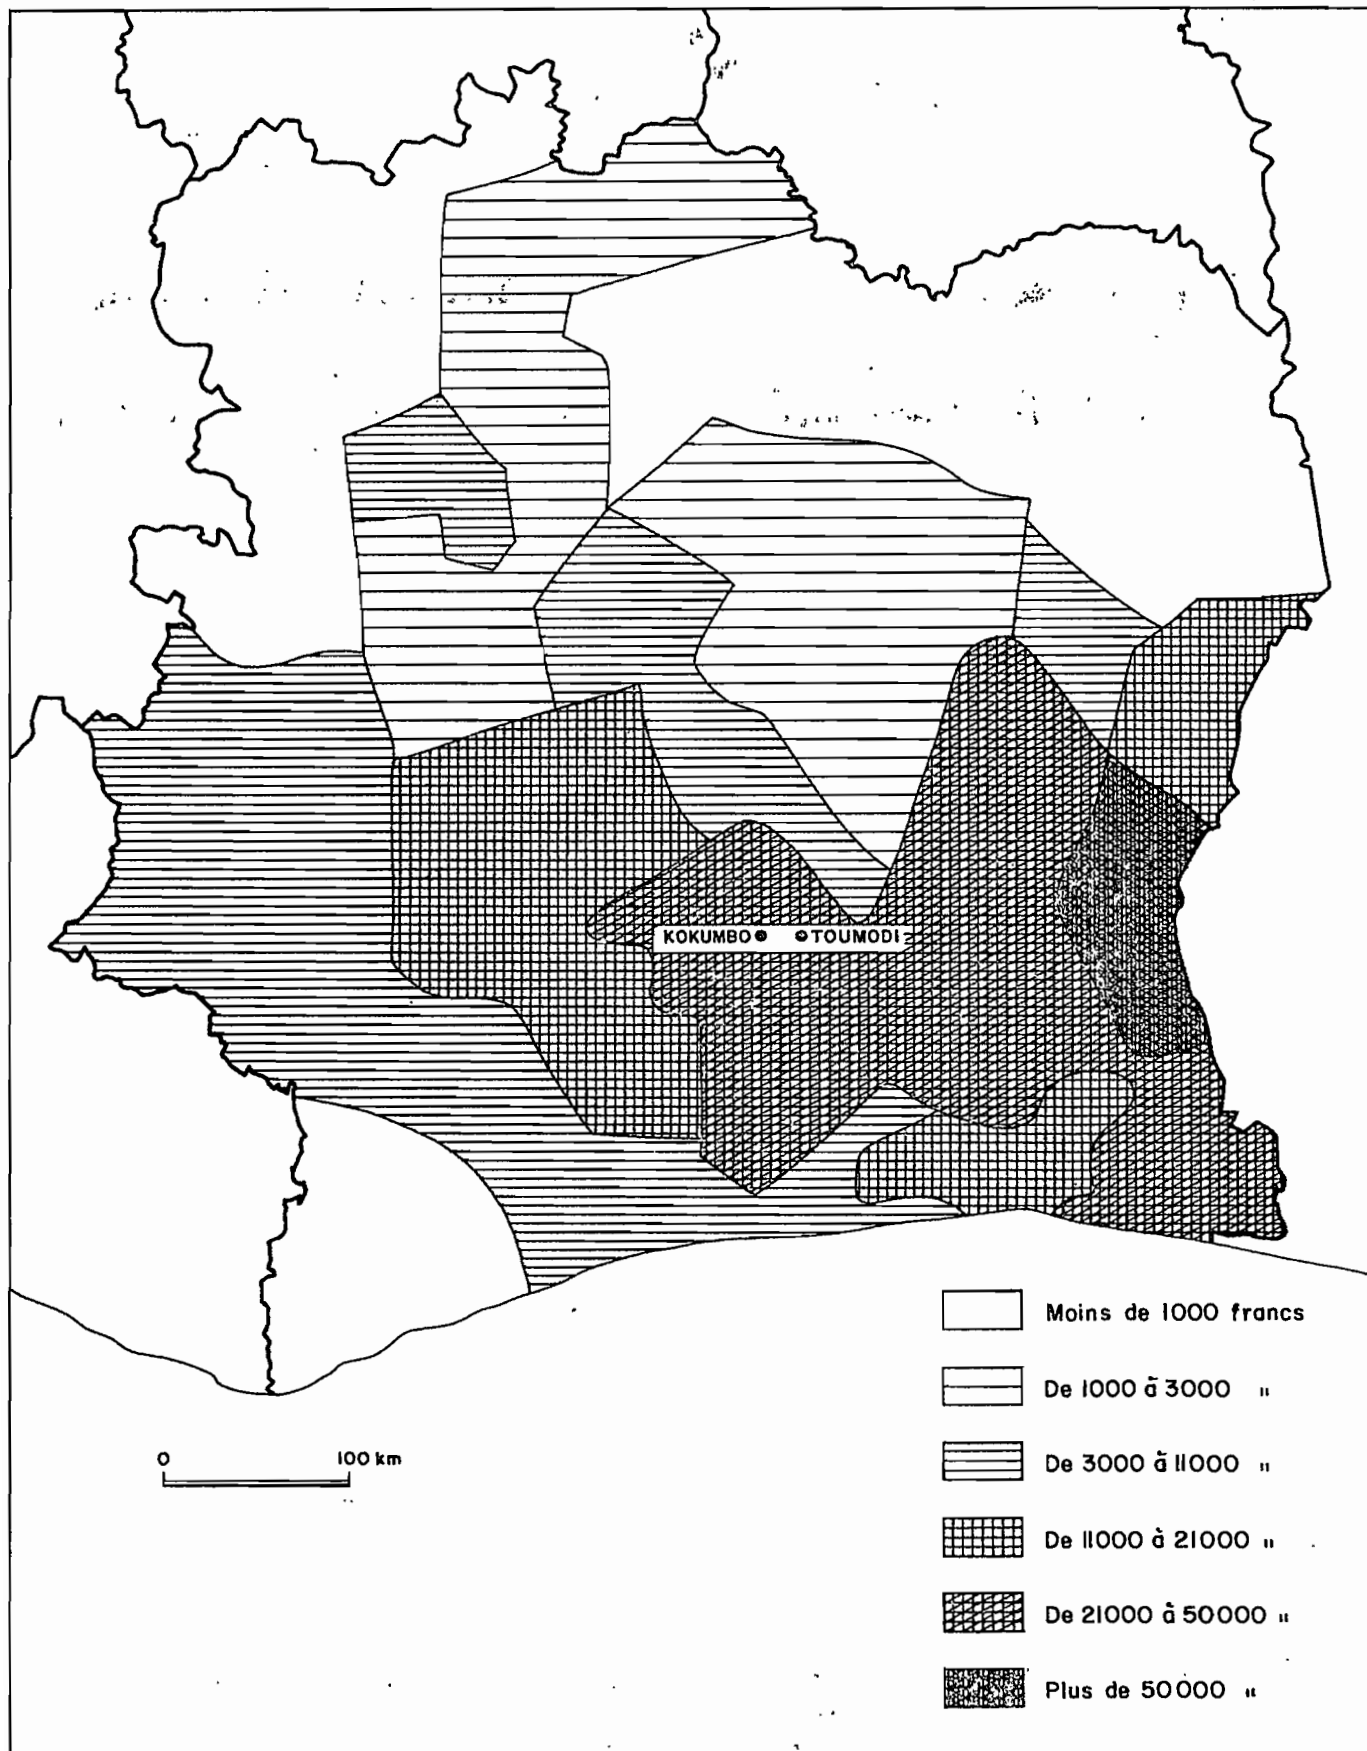 KOKUMBO TOUMODI
Moins de 1000 francs
De 1000 à 3000 "
De 3000 à 11000 "
De 11000 à 21000 "
De 21000 à 50000 "
Plus de 50000 "
0 100 km